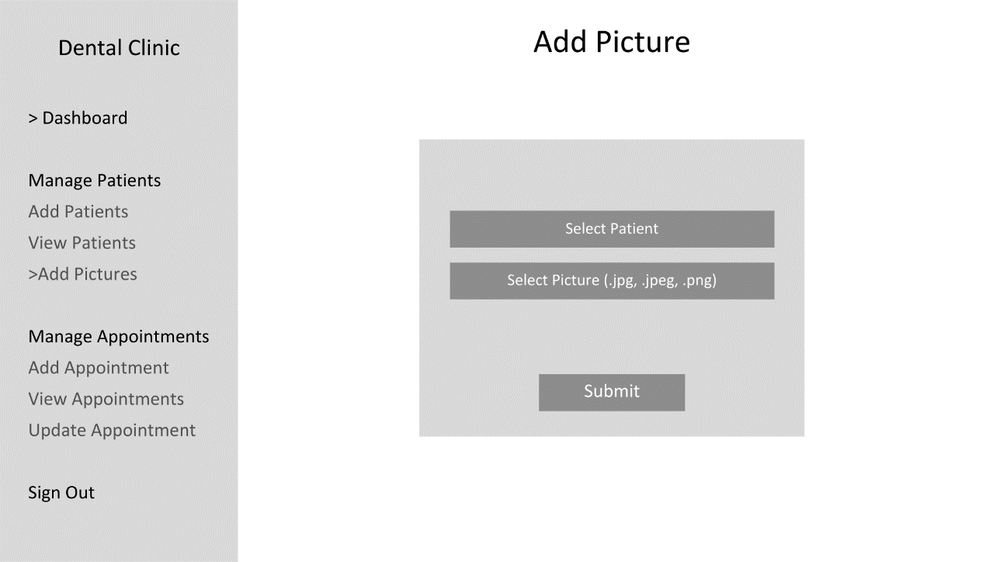 Dental Clinic
> Dashboard
Manage Patients
Add Patients
View Patients
>Add Pictures
Manage Appointments
Add Appointment
View Appointments
Update Appointment
Sign Out
Add Picture
Select Patient
Select Picture (.jpg, .jpeg, .png)
Submit